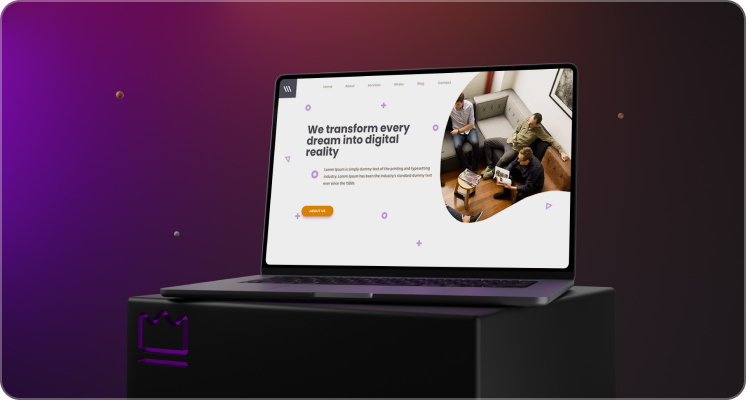 Home About Services Works Blog Contact
We transform every
dream into digital
reality
Lorem Ipsum is simply dummy text of the printing and typesetting
industry. Lorem Ipsum has been the industry's standard dummy text
ever since the 1500s
ABOUT US